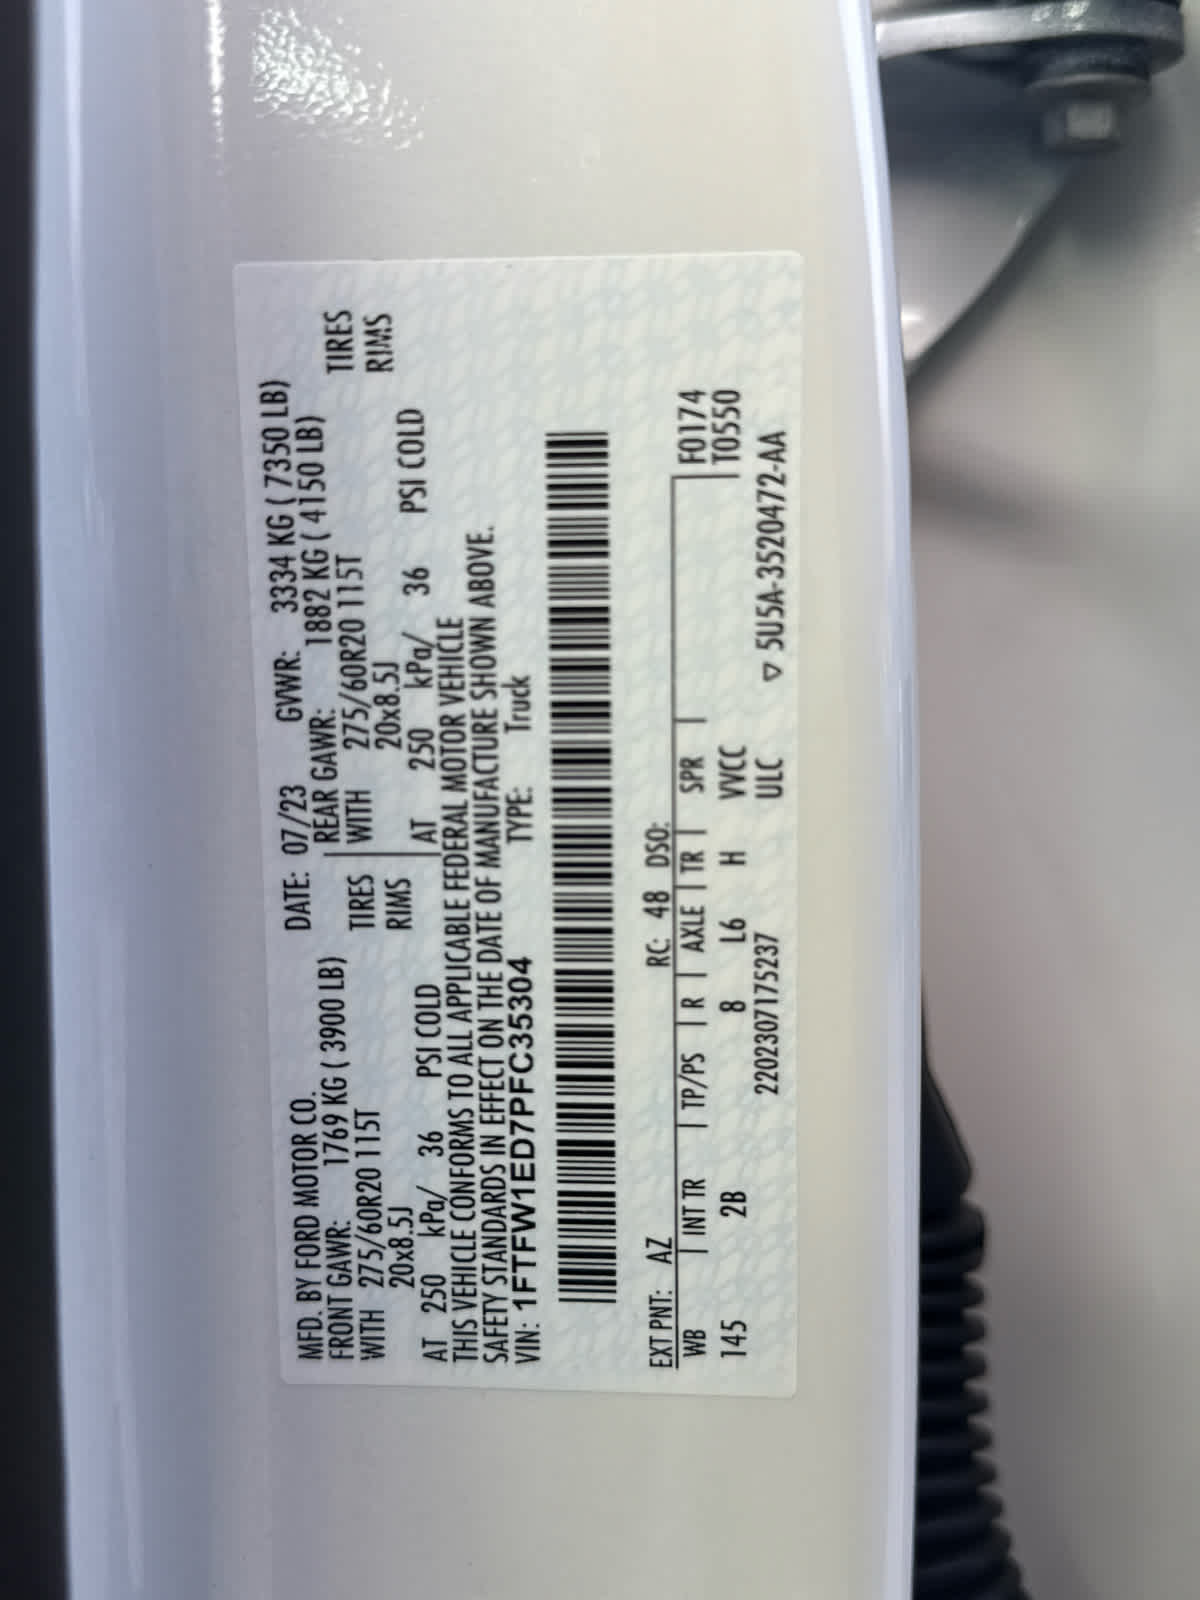 MFD. BY FORD MOTOR CO. DATE: 07/23 GVWR: 3334 KG ( 7350 LB)
FRONT GAWR: 1769 KG ( 3900 LB) REAR GAWR: 1882 KG ( 4150 LB)
WITH 275/60R20 115T TIRES WITH 275/60R20 115T TIRES
20x8.5J RIMS 20x8.5J RIMS
AT 250 kPa/ 36 PSI COLD AT 250 kPa/ 36 PSI COLD
THIS VEHICLE CONFORMS TO ALL APPLICABLE FEDERAL MOTOR VEHICLE
SAFETY STANDARDS IN EFFECT ON THE DATE OF MANUFACTURE SHOWN ABOVE.
VIN: 1FTFW1ED7PFC35304 TYPE: Truck
EXT PNT: AZ RC: 48 DSO:
WB | INT TR | TP/PS | R | AXLE | TR | SPR | F0174
145 2B 8 L6 H VVCC T0550
2202307175237 ULC ▽ 5U5A-3520472-AA